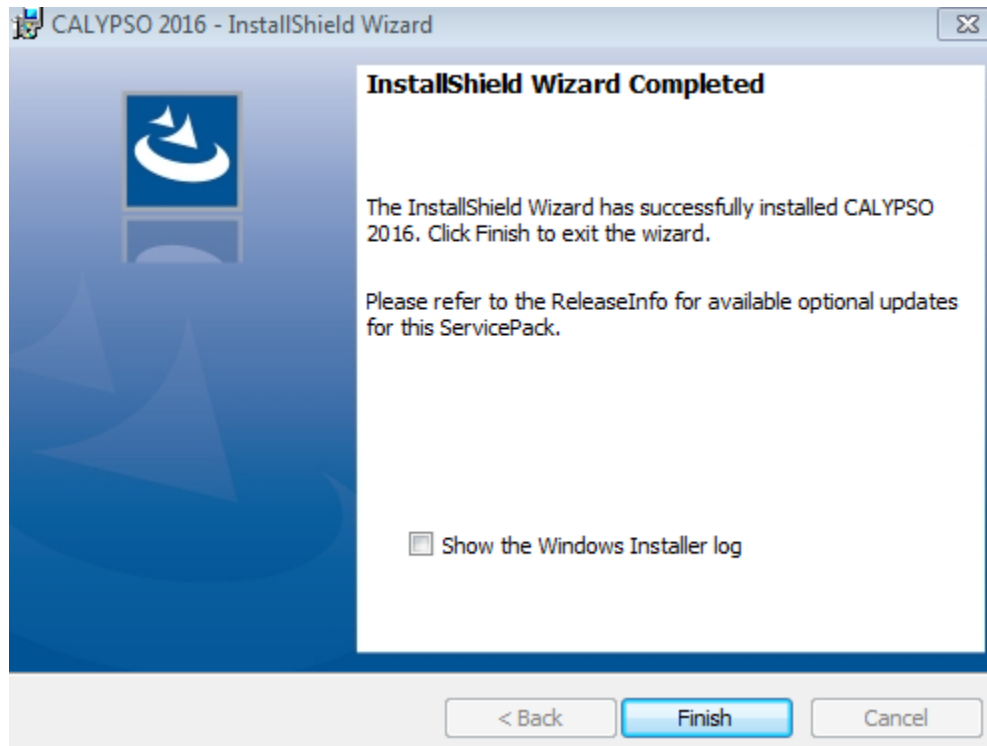 CALYPSO 2016 - InstallShield Wizard
InstallShield Wizard Completed
The InstallShield Wizard has successfully installed CALYPSO
2016. Click Finish to exit the wizard.
Please refer to the ReleaseInfo for available optional updates
for this ServicePack.
Show the Windows Installer log
< Back Finish Cancel